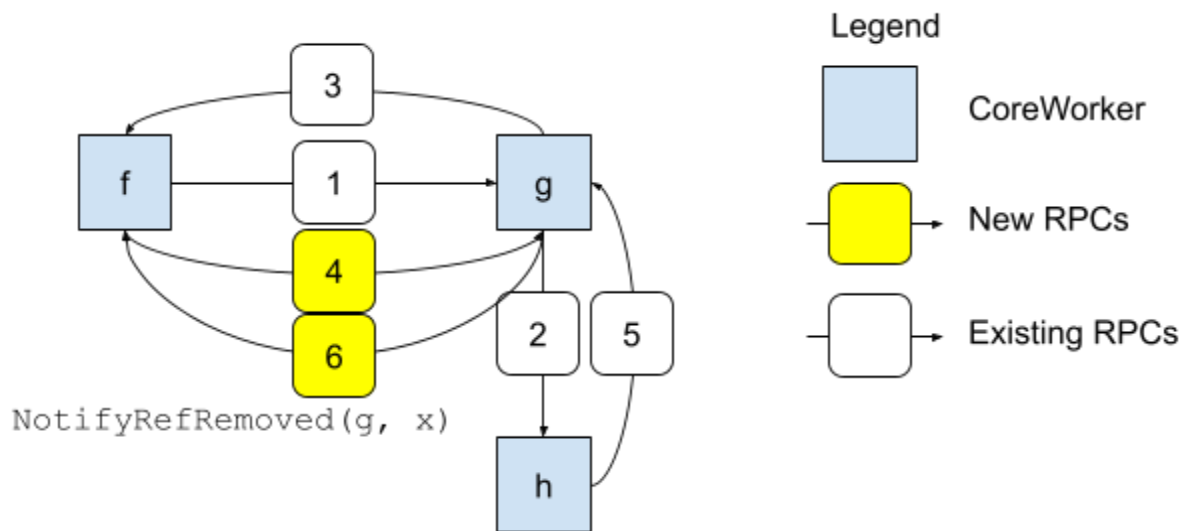 Legend
3
CoreWorker
f
1
g
New RPCs
4
2
5
Existing RPCs
6
NotifyRefRemoved(g, x)
h